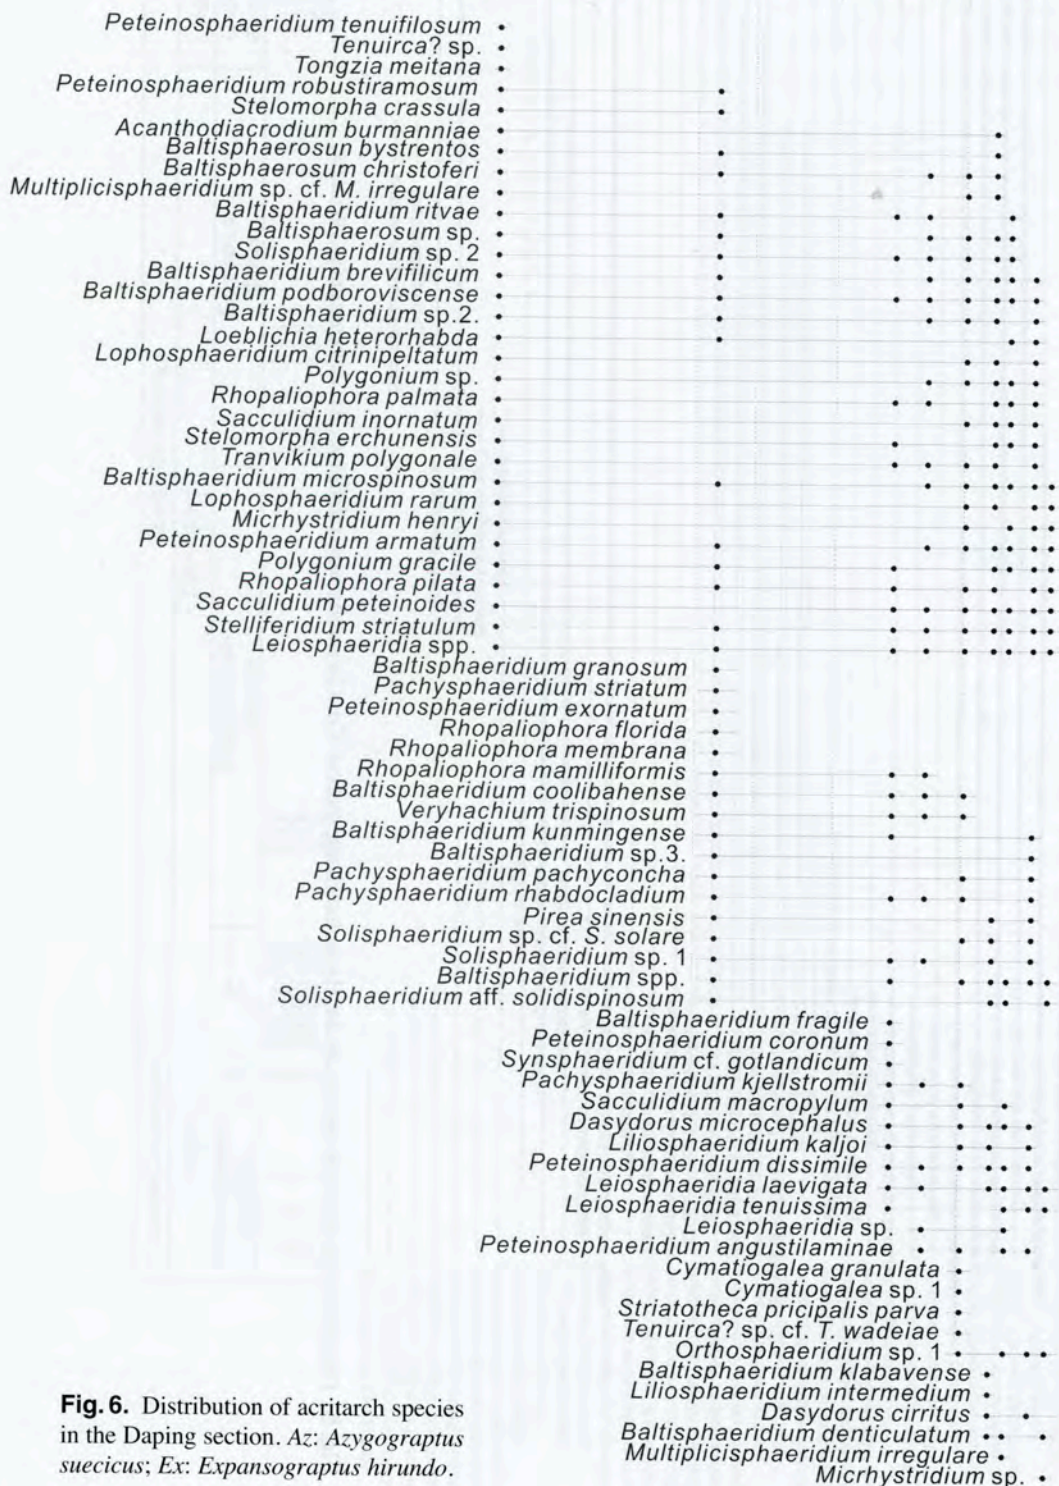 Peteinosphaeridium tenuifilosum
Tenuirca? sp.
Tongzia meitana
Peteinosphaeridium robustiramosum
Stelomorpha crassula
Acanthodiacrodium burmanniae
Baltisphaerosun bystrentos
Baltisphaerosum christoferi
Multiplicisphaeridium sp. cf. M. irregulare
Baltisphaeridium ritvae
Baltisphaerosum sp.
Solisphaeridium sp. 2
Baltisphaeridium brevifilicum
Baltisphaeridium podboroviscense
Baltisphaeridium sp.2.
Loeblichia heterorhabda
Lophosphaeridium citrinipeltatum
Polygonium sp.
Rhopaliophora palmata
Sacculidium inornatum
Stelomorpha erchunensis
Tranvikium polygonale
Baltisphaeridium microspinosum
Lophosphaeridium rarum
Micrhystridium henryi
Peteinosphaeridium armatum
Polygonium gracile
Rhopaliophora pilata
Sacculidium peteinoides
Stelliferidium striatulum
Leiosphaeridia spp.
Baltisphaeridium granosum
Pachysphaeridium striatum
Peteinosphaeridium exornatum
Rhopaliophora florida
Rhopaliophora membrana
Rhopaliophora mamilliformis
Baltisphaeridium coolibahense
Veryhachium trispinosum
Baltisphaeridium kunmingense
Baltisphaeridium sp.3.
Pachysphaeridium pachyconcha
Pachysphaeridium rhabdocladium
Pirea sinensis
Solisphaeridium sp. cf. S. solare
Solisphaeridium sp. 1
Baltisphaeridium spp.
Solisphaeridium aff. solidispinosum
Baltisphaeridium fragile
Peteinosphaeridium coronum
Synsphaeridium cf. gotlandicum
Pachysphaeridium kjellstromii
Sacculidium macropylum
Dasydorus microcephalus
Liliosphaeridium kaljoi
Peteinosphaeridium dissimile
Leiosphaeridia laevigata
Leiosphaeridia tenuissima
Leiosphaeridia sp.
Peteinosphaeridium angustilaminae
Cymatiogalea granulata
Cymatiogalea sp. 1
Striatotheca pricipalis parva
Tenuirca? sp. cf. T. wadeiae
Orthosphaeridium sp. 1
Baltisphaeridium klabavense
Liliosphaeridium intermedium
Dasydorus cirritus
Baltisphaeridium denticulatum
Multiplicisphaeridium irregulare
Micrhystridium sp.
Fig. 6. Distribution of acritarch species
in the Daping section. Az: Azygograptus
suecicus; Ex: Expansograptus hirundo.